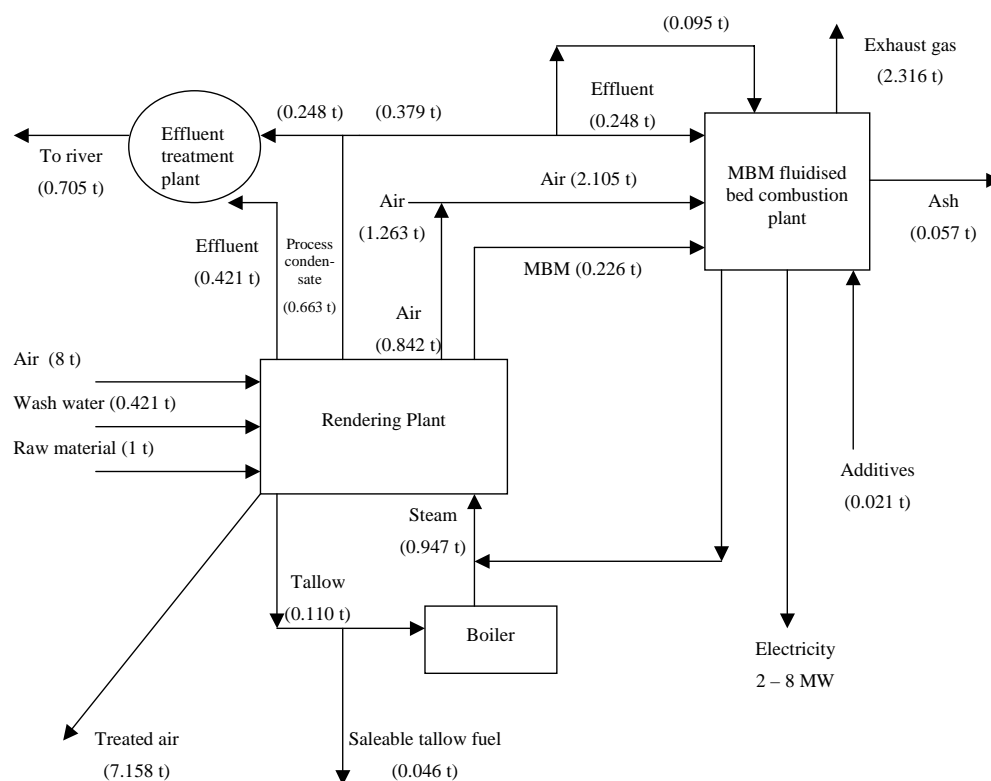 (0.095 t)
Exhaust gas
(2.316 t)
(0.248 t)
(0.379 t)
Effluent
(0.248 t)
Effluent
treatment
plant
To river
(0.705 t)
MBM fluidised
bed combustion
plant
Air (2.105 t)
Ash
(0.057 t)
Air
(1.263 t)
Effluent
(0.421 t)
Process
conden-
sate
(0.663 t)
MBM (0.226 t)
Air
(0.842 t)
Air (8 t)
Wash water (0.421 t)
Raw material (1 t)
Rendering Plant
Additives
(0.021 t)
Steam
(0.947 t)
Tallow
(0.110 t)
Boiler
Electricity
2 – 8 MW
Treated air
(7.158 t)
Saleable tallow fuel
(0.046 t)